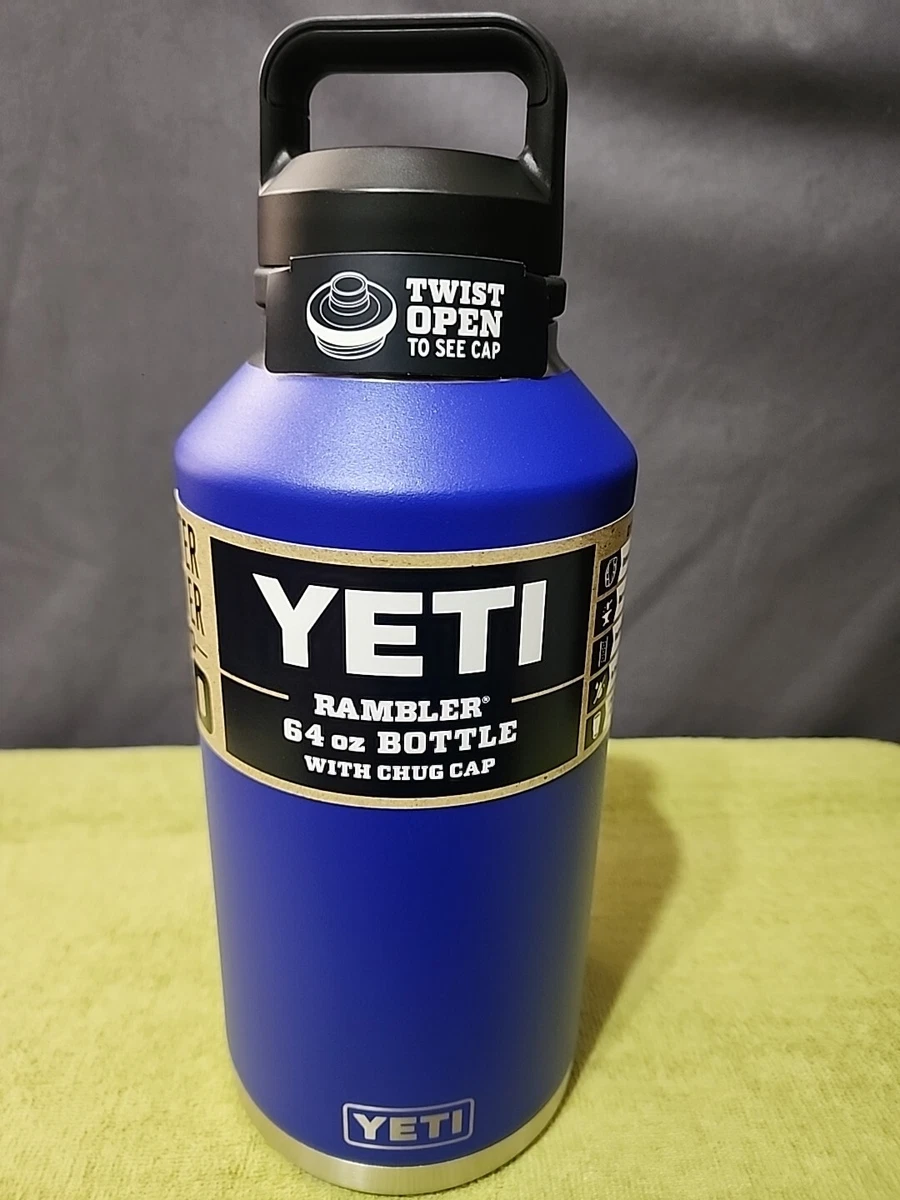 TWIST
OPEN
TO SEE CAP
YETI
RAMBLER®
64 oz BOTTLE
WITH CHUG CAP
YETI